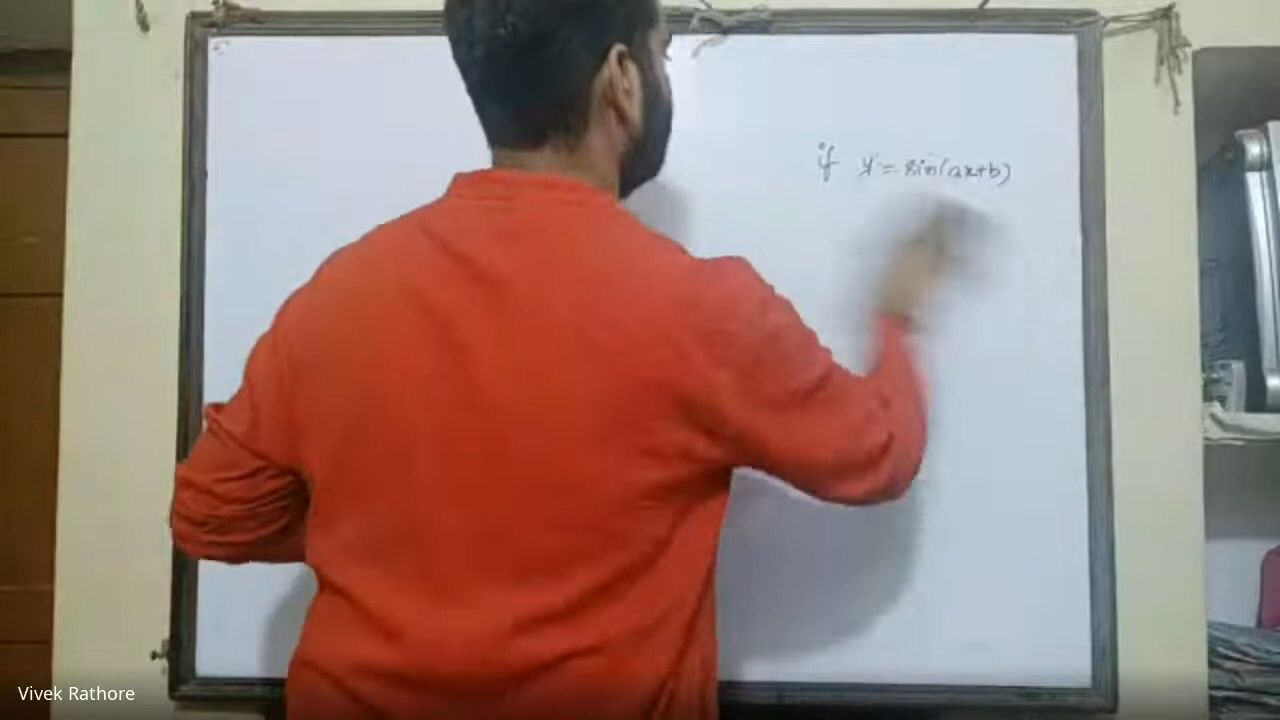 if y = sin(ax+b)
Vivek Rathore